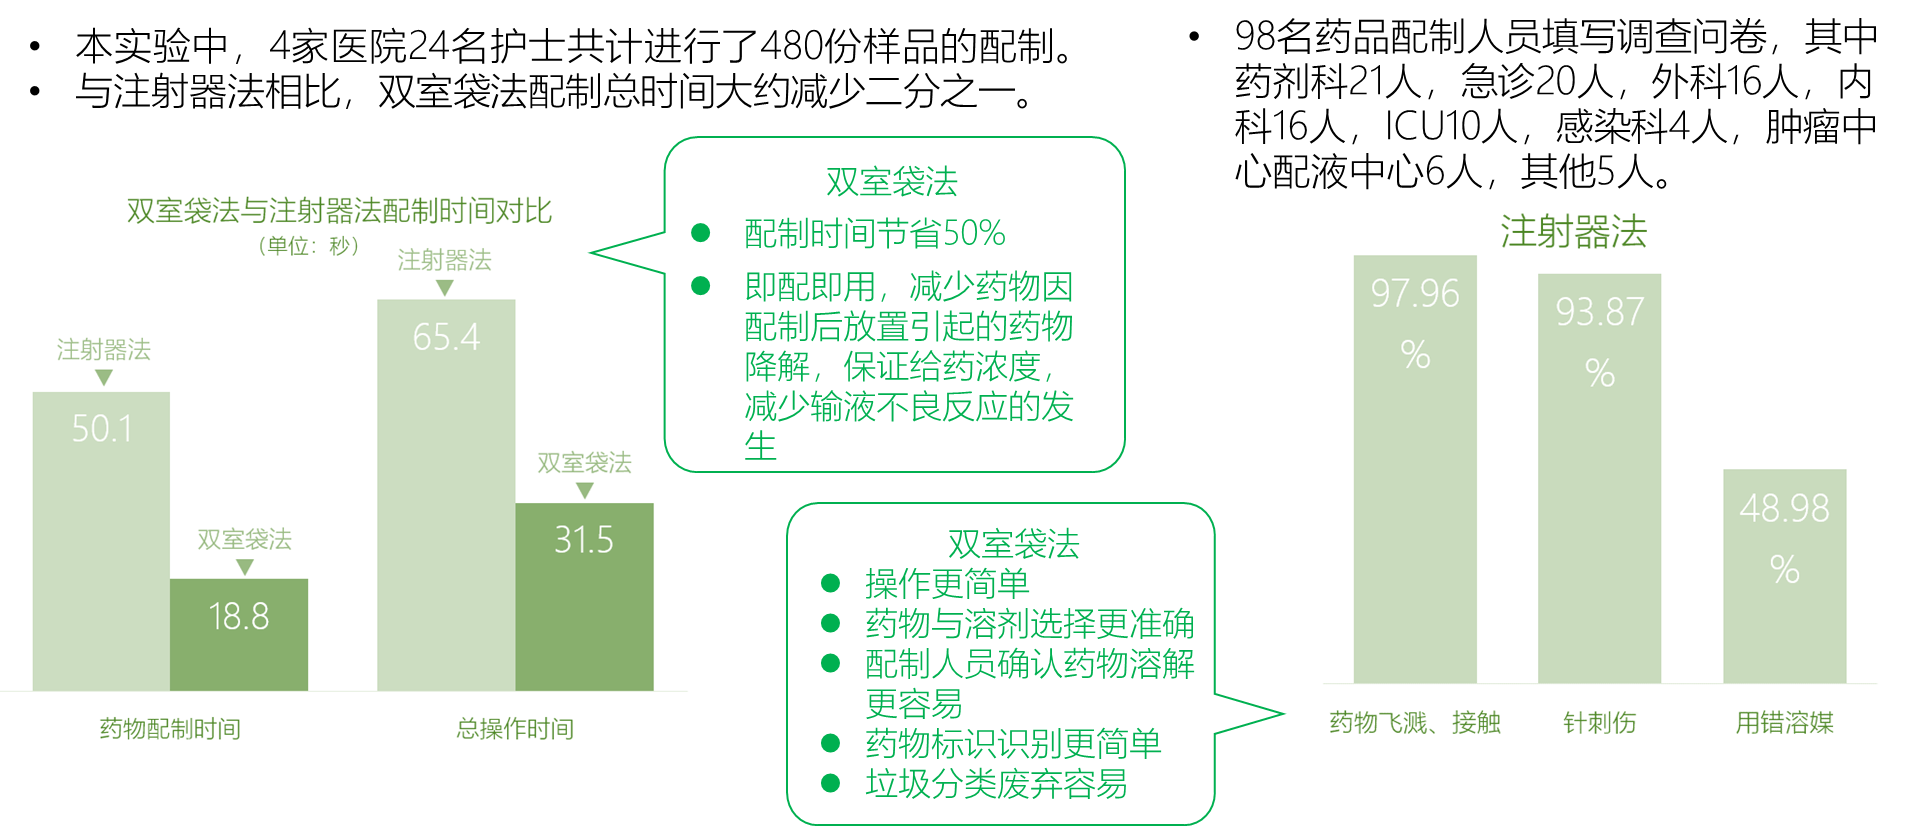 • 本实验中，4家医院24名护士共计进行了480份样品的配制。
• 与注射器法相比，双室袋法配制总时间大约减少二分之一。
双室袋法与注射器法配制时间对比
（单位：秒）
注射器法
50.1
双室袋法
18.8
注射器法
65.4
双室袋法
31.5
药物配制时间
总操作时间
双室袋法
● 配制时间节省50%
● 即配即用，减少药物因
配制后放置引起的药物
降解，保证给药浓度，
减少输液不良反应的发
生
双室袋法
● 操作更简单
● 药物与溶剂选择更准确
● 配制人员确认药物溶解
更容易
● 药物标识识别更简单
● 垃圾分类废弃容易
• 98名药品配制人员填写调查问卷，其中
药剂科21人，急诊20人，外科16人，内
科16人，ICU10人，感染科4人，肿瘤中
心配液中心6人，其他5人。
注射器法
97.96
%
93.87
%
48.98
%
药物飞溅、接触
针刺伤
用错溶媒